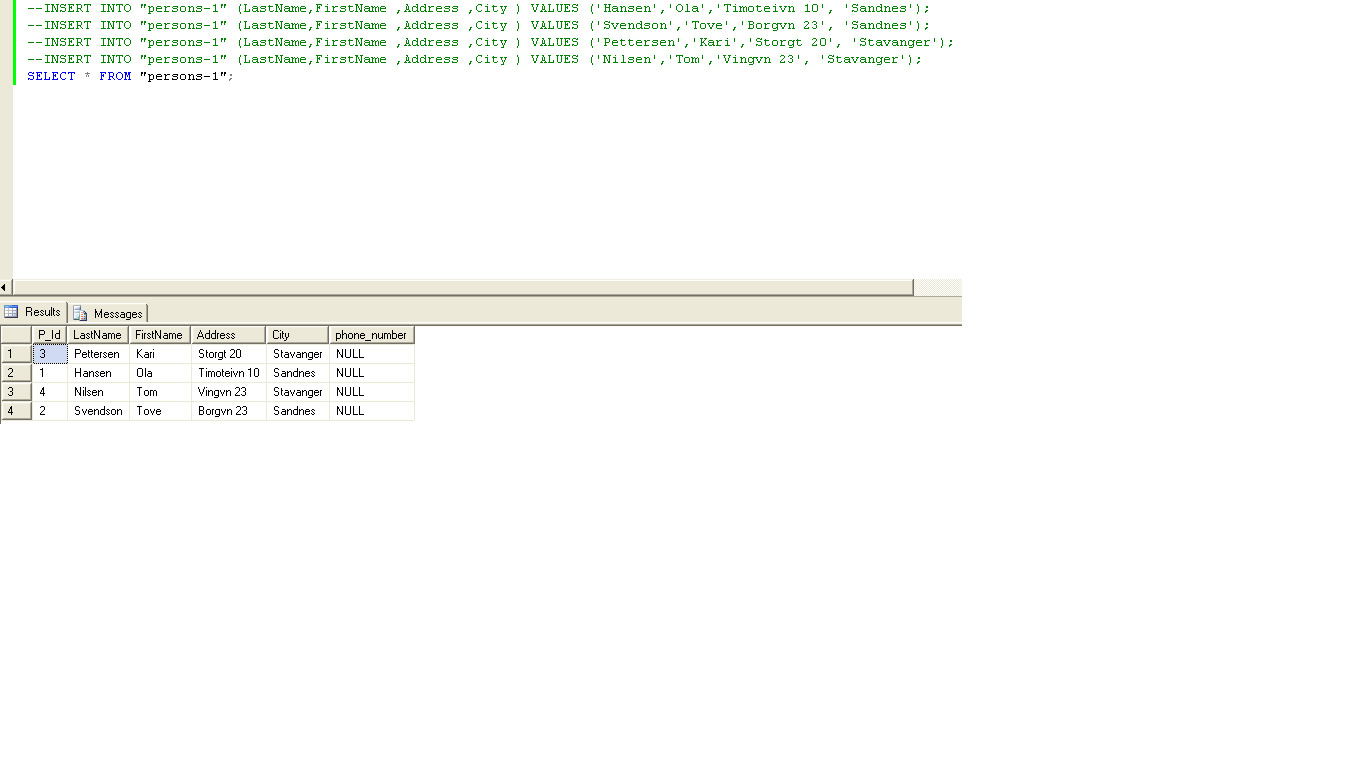 --INSERT INTO "persons-1" (LastName,FirstName ,Address ,City ) VALUES ('Hansen','Ola','Timoteivn 10', 'Sandnes');
--INSERT INTO "persons-1" (LastName,FirstName ,Address ,City ) VALUES ('Svendson','Tove','Borgvn 23', 'Sandnes');
--INSERT INTO "persons-1" (LastName,FirstName ,Address ,City ) VALUES ('Pettersen','Kari','Storgt 20', 'Stavanger');
--INSERT INTO "persons-1" (LastName,FirstName ,Address ,City ) VALUES ('Nilsen','Tom','Vingvn 23', 'Stavanger');
SELECT * FROM "persons-1";
Results Messages
P_Id LastName FirstName Address City phone_number
1 3 Pettersen Kari Storgt 20 Stavanger NULL
2 1 Hansen Ola Timoteivn 10 Sandnes NULL
3 4 Nilsen Tom Vingvn 23 Stavanger NULL
4 2 Svendson Tove Borgvn 23 Sandnes NULL